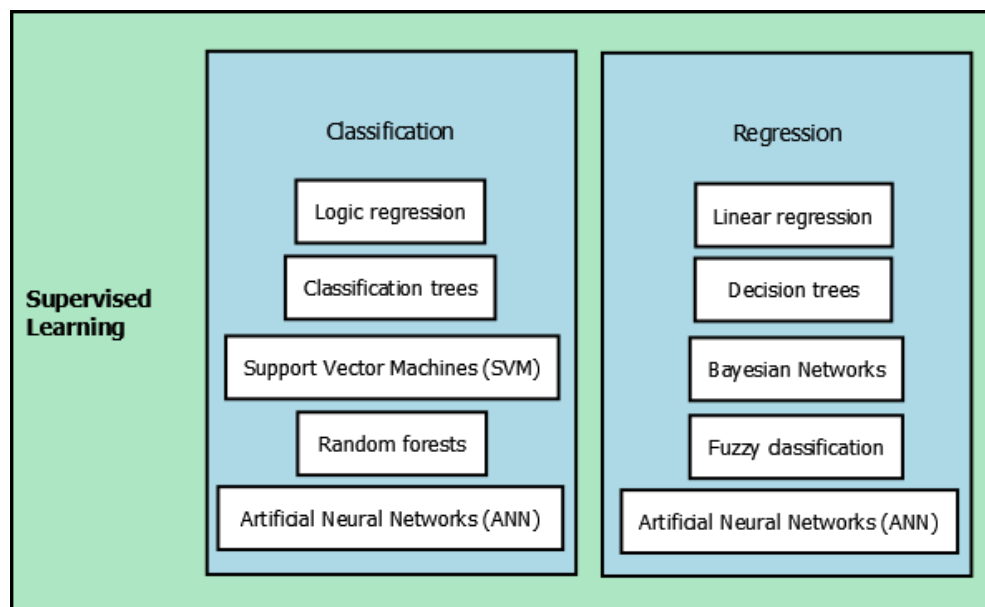 Supervised
Learning
Classification
Logic regression
Classification trees
Support Vector Machines (SVM)
Random forests
Artificial Neural Networks (ANN)
Regression
Linear regression
Decision trees
Bayesian Networks
Fuzzy classification
Artificial Neural Networks (ANN)